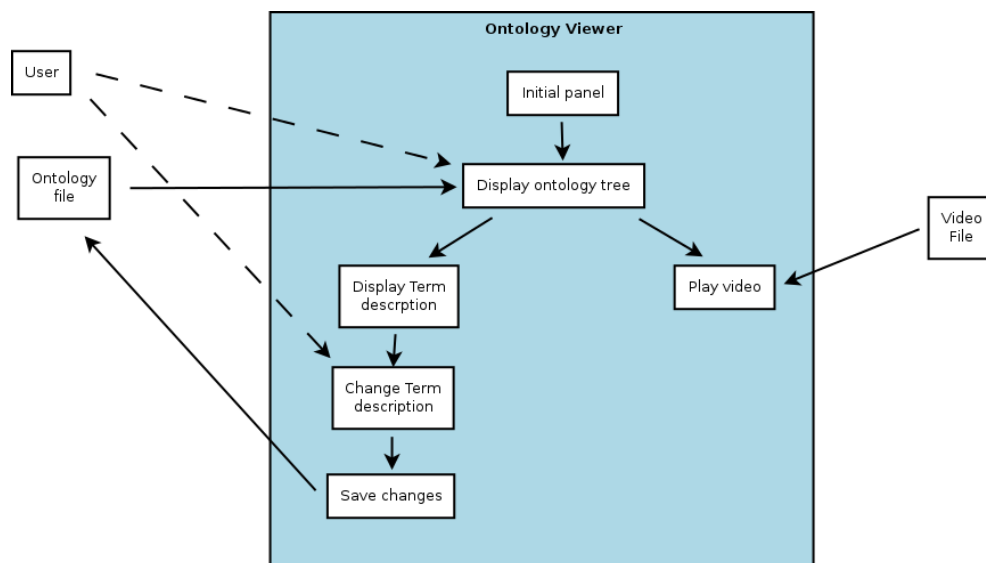 Ontology Viewer
User
Initial panel
Ontology
file
Display ontology tree
Video
File
Display Term
descrption
Play video
Change Term
description
Save changes